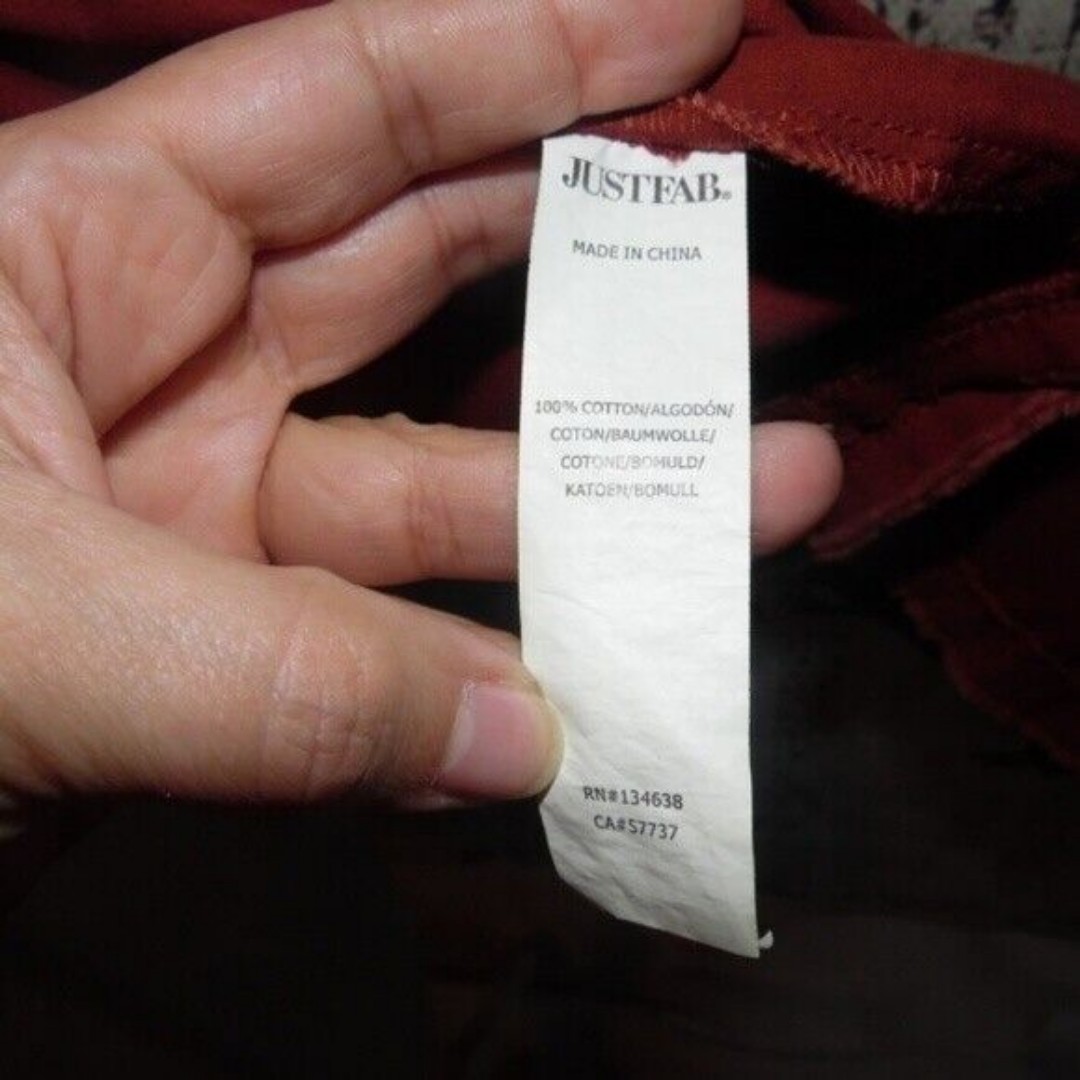 JUSTFAB®
MADE IN CHINA
100% COTTON/ALGODÓN/
COTON/BAUMWOLLE/
COTONE/BOMULD/
KATOEN/BOMULL
RN#134638
CA#57737